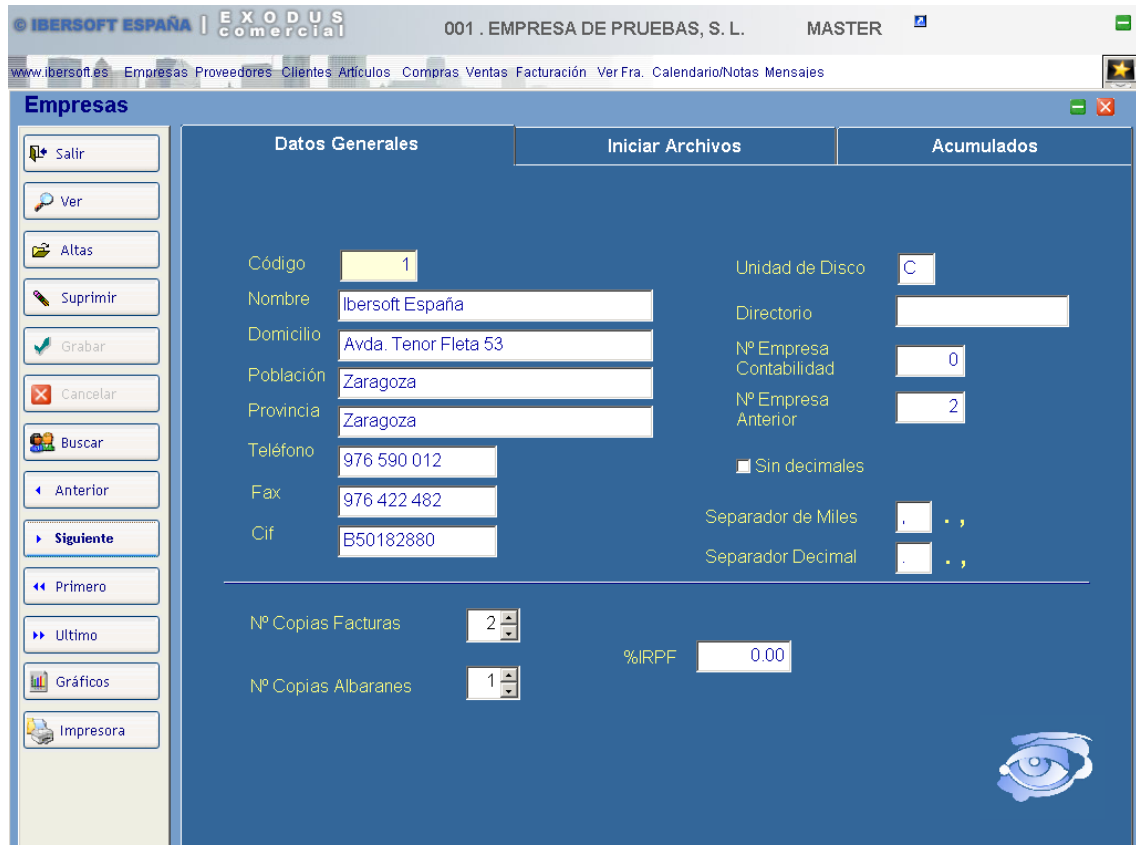 © IBERSOFT ESPAÑA | EXODUS comercial 001 . EMPRESA DE PRUEBAS, S. L. MASTER
www.ibersoft.es Empresas Proveedores Clientes Artículos Compras Ventas Facturación Ver Fra. Calendario/Notas Mensajes
Empresas
Salir
Ver
Altas
Suprimir
Grabar
Cancelar
Buscar
Anterior
Siguiente
Primero
Ultimo
Gráficos
Impresora
Datos Generales Iniciar Archivos Acumulados
Código 1
Nombre Ibersoft España
Domicilio Avda. Tenor Fleta 53
Población Zaragoza
Provincia Zaragoza
Teléfono 976 590 012
Fax 976 422 482
Cif B50182880
Unidad de Disco C
Directorio
Nº Empresa
Contabilidad 0
Nº Empresa
Anterior 2
Sin decimales
Separador de Miles , . ,
Separador Decimal . . ,
Nº Copias Facturas 2
Nº Copias Albaranes 1
%IRPF 0.00